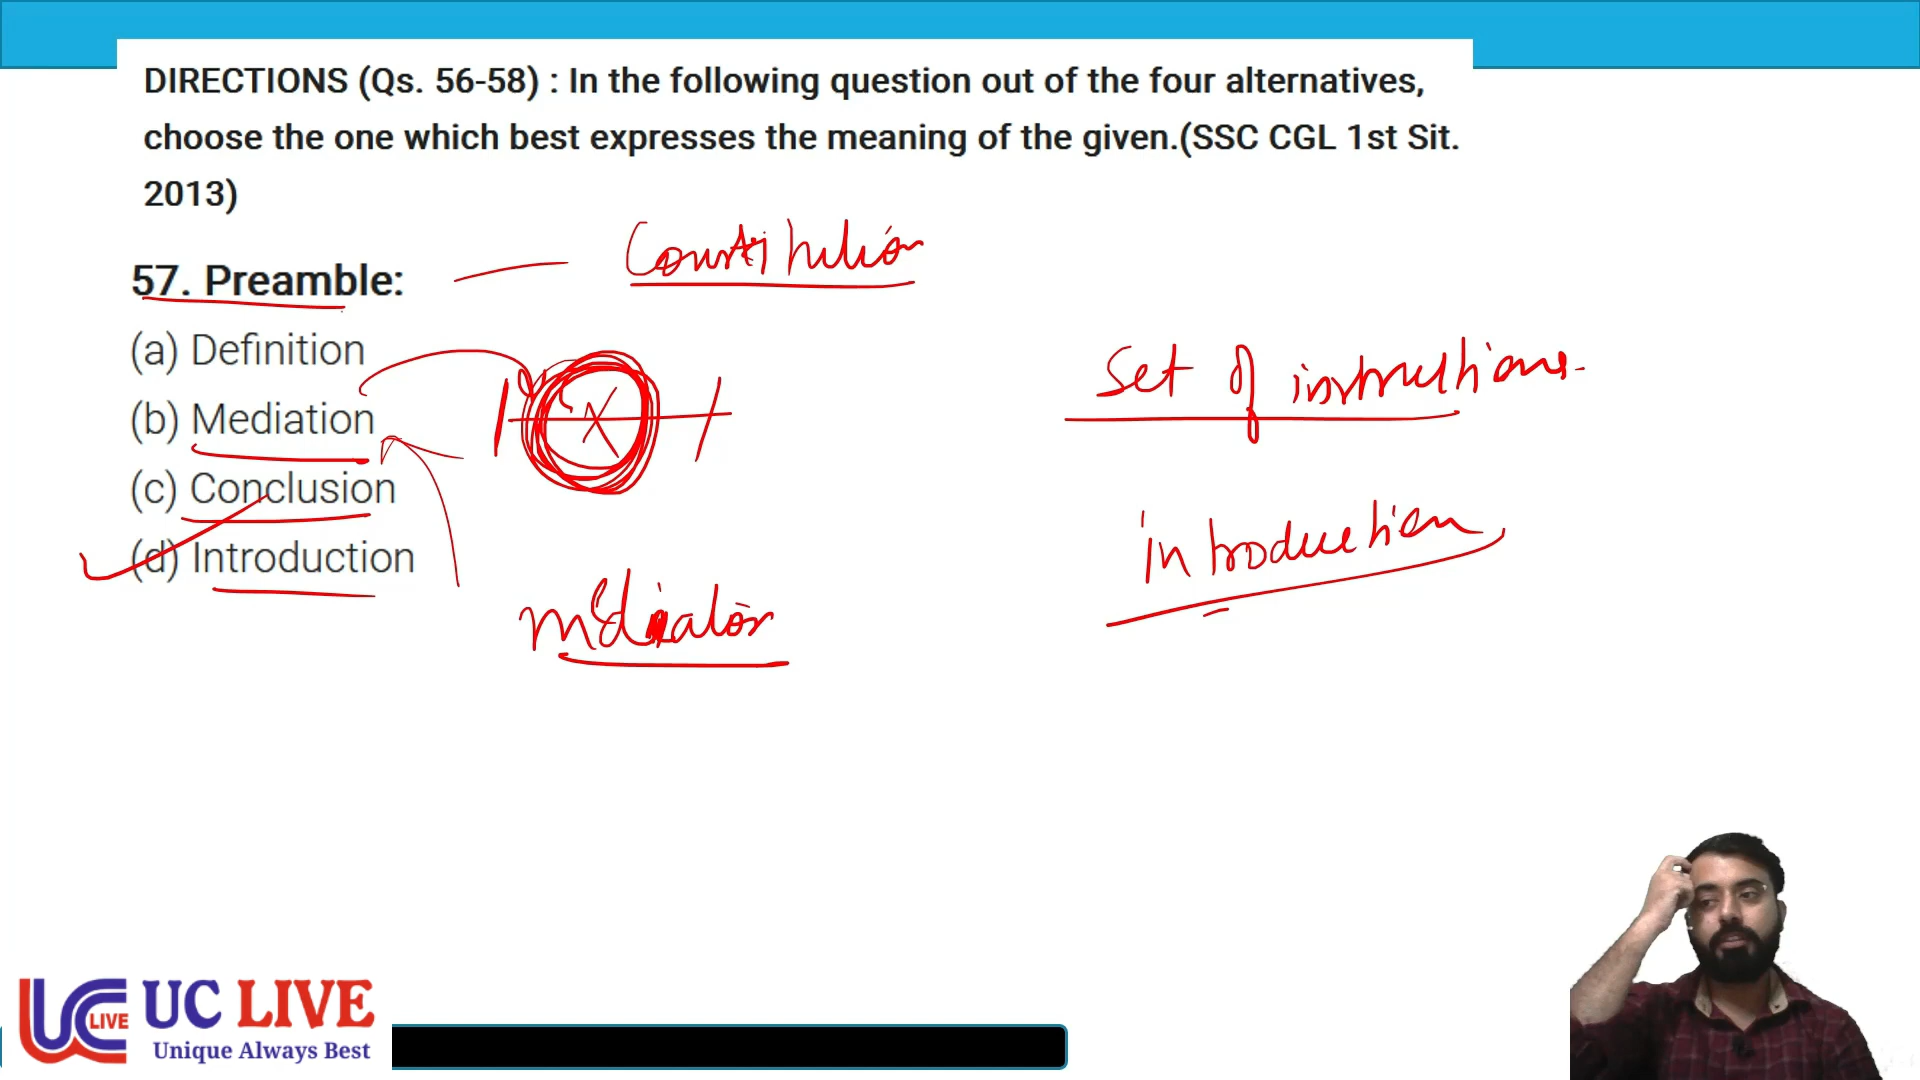 DIRECTIONS (Qs. 56-58) : In the following question out of the four alternatives,
choose the one which best expresses the meaning of the given.(SSC CGL 1st Sit.
2013)
57. Preamble:
Constitution
(a) Definition
(b) Mediation
(c) Conclusion
(d) Introduction
Set of instructions.
introduction
mediator
UC LIVE
LIVE
Unique Always Best